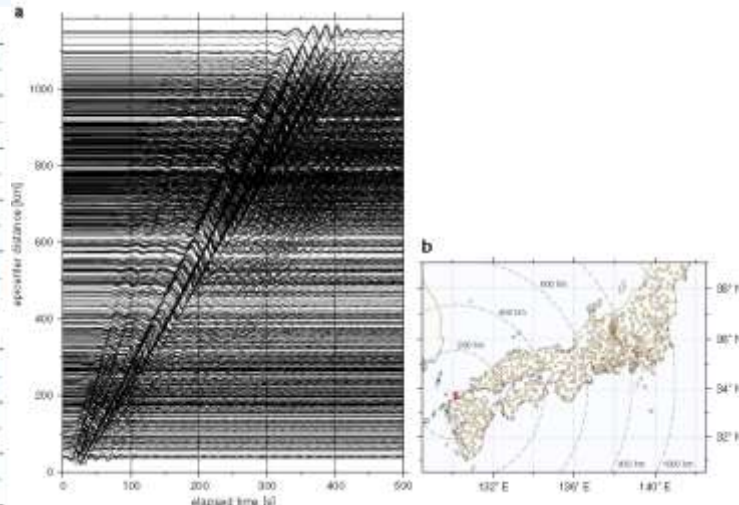 a
1000
800
600
400
200
0
epicenter distance [km]
0 100 200 300 400 500
elapsed time [s]
b
600 km
400 km
200 km
800 km
1000 km
38° N
36° N
34° N
32° N
132° E 136° E 140° E